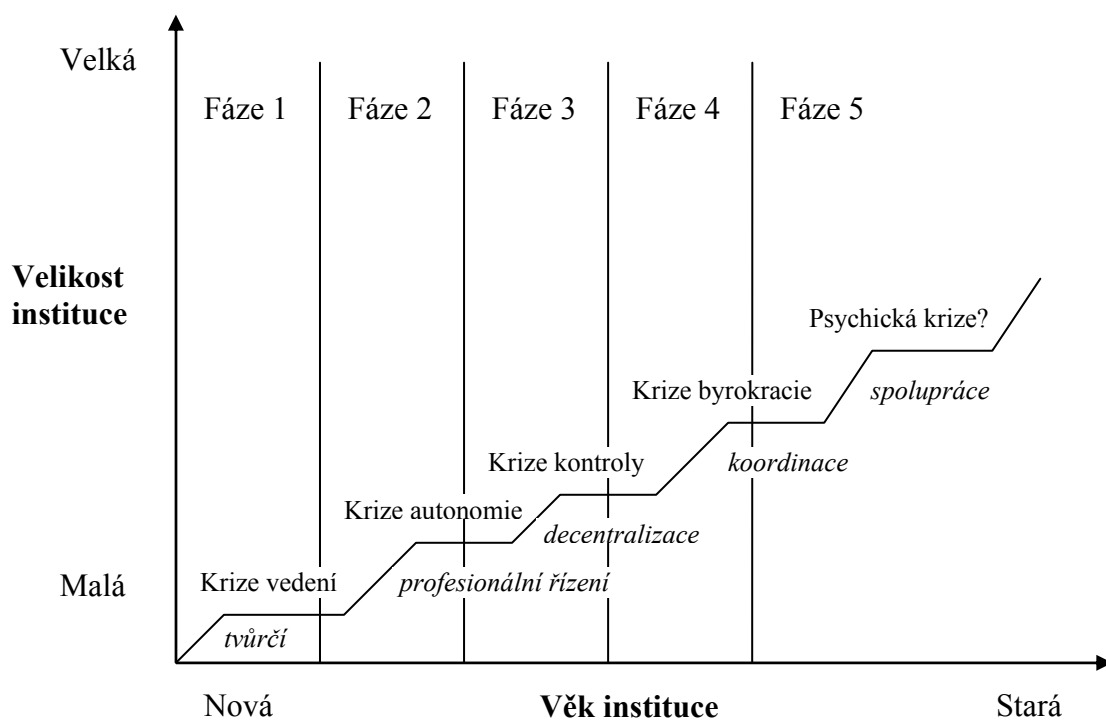 Velká
Fáze 1
Fáze 2
Fáze 3
Fáze 4
Fáze 5
Velikost
instituce
Psychická krize?
Krize byrokracie
spolupráce
Krize kontroly
koordinace
Krize autonomie
decentralizace
Malá
Krize vedení
profesionální řízení
tvůrčí
Nová
Věk instituce
Stará